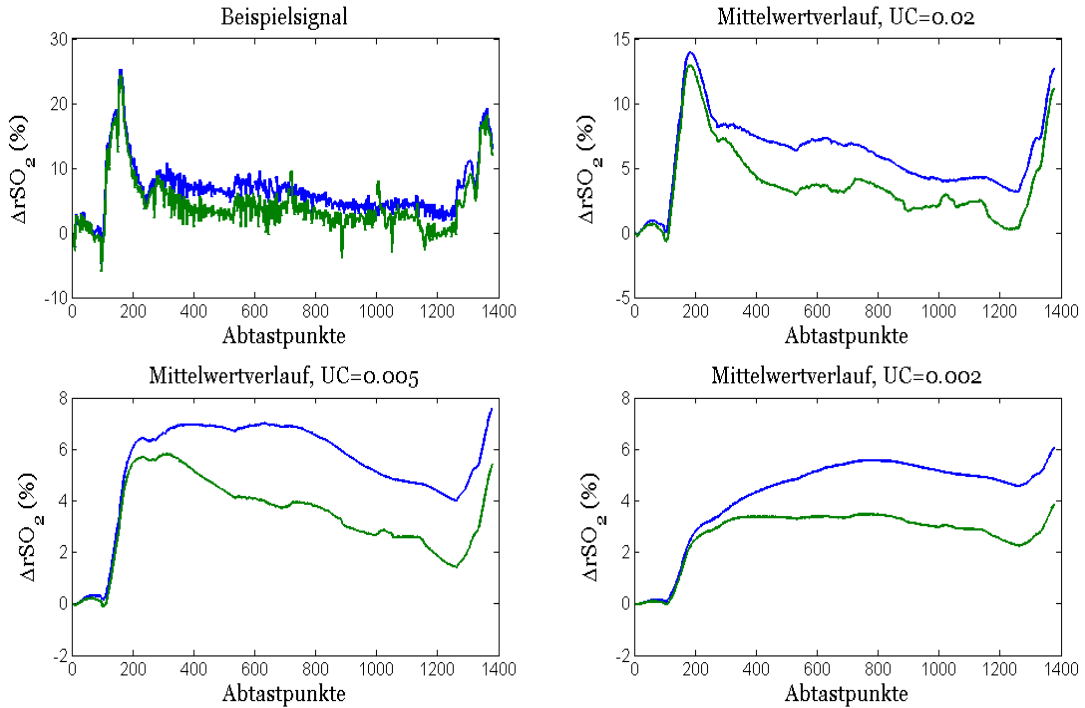 Beispielsignal
30
20
10
0
-10
ΔrSO₂ (%)
0 200 400 600 800 1000 1200 1400
Abtastpunkte
Mittelwertverlauf, UC=0.02
15
10
5
0
-5
ΔrSO₂ (%)
0 200 400 600 800 1000 1200 1400
Abtastpunkte
Mittelwertverlauf, UC=0.005
8
6
4
2
0
-2
ΔrSO₂ (%)
0 200 400 600 800 1000 1200 1400
Abtastpunkte
Mittelwertverlauf, UC=0.002
8
6
4
2
0
-2
ΔrSO₂ (%)
0 200 400 600 800 1000 1200 1400
Abtastpunkte